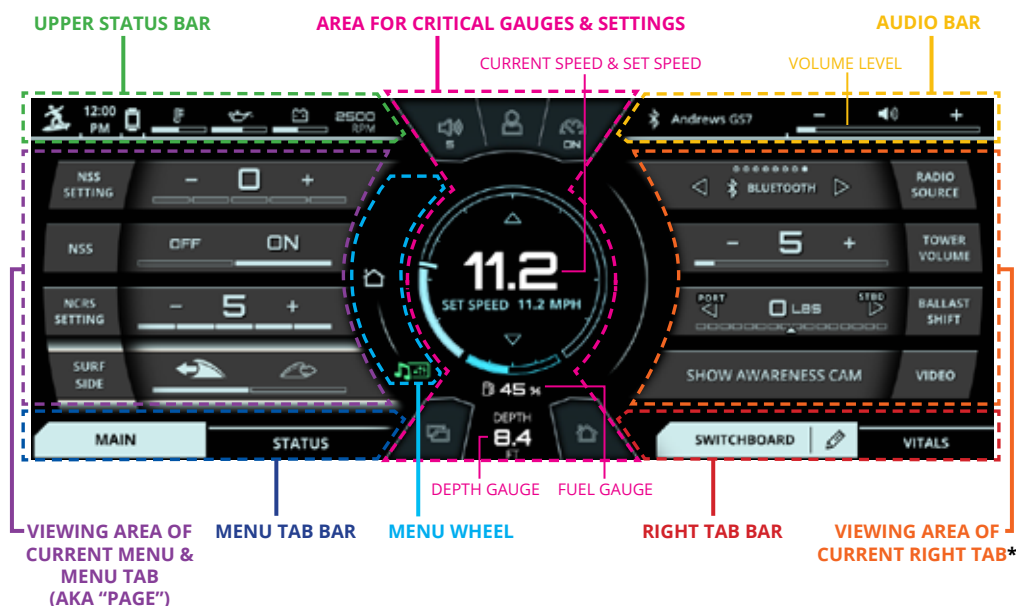 UPPER STATUS BAR
AREA FOR CRITICAL GAUGES & SETTINGS
AUDIO BAR
CURRENT SPEED & SET SPEED
VOLUME LEVEL
12:00
PM
2500
RPM
5
ON
Andrews GS7
-
+
NSS
SETTING
- 0 +
NSS
OFF
ON
NCRS
SETTING
- 5 +
SURF
SIDE
11.2
SET SPEED 11.2 MPH
45 %
DEPTH
8.4
FT
BLUETOOTH
RADIO
SOURCE
- 5 +
TOWER
VOLUME
PORT
0 LBS
STBD
BALLAST
SHIFT
SHOW AWARENESS CAM
VIDEO
MAIN
STATUS
SWITCHBOARD
VITALS
DEPTH GAUGE
FUEL GAUGE
VIEWING AREA OF
CURRENT MENU &
MENU TAB
(AKA “PAGE”)
MENU TAB BAR
MENU WHEEL
RIGHT TAB BAR
VIEWING AREA OF
CURRENT RIGHT TAB*